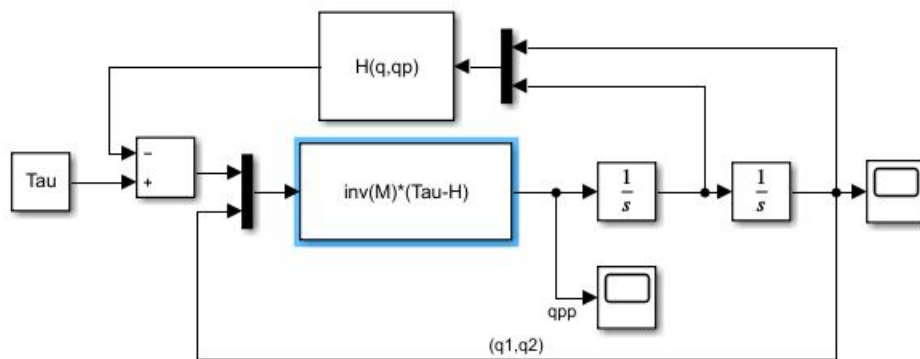 H(q,qp)
−
+
Tau
inv(M)*(Tau-H)
1
s
1
s
qpp
(q1,q2)